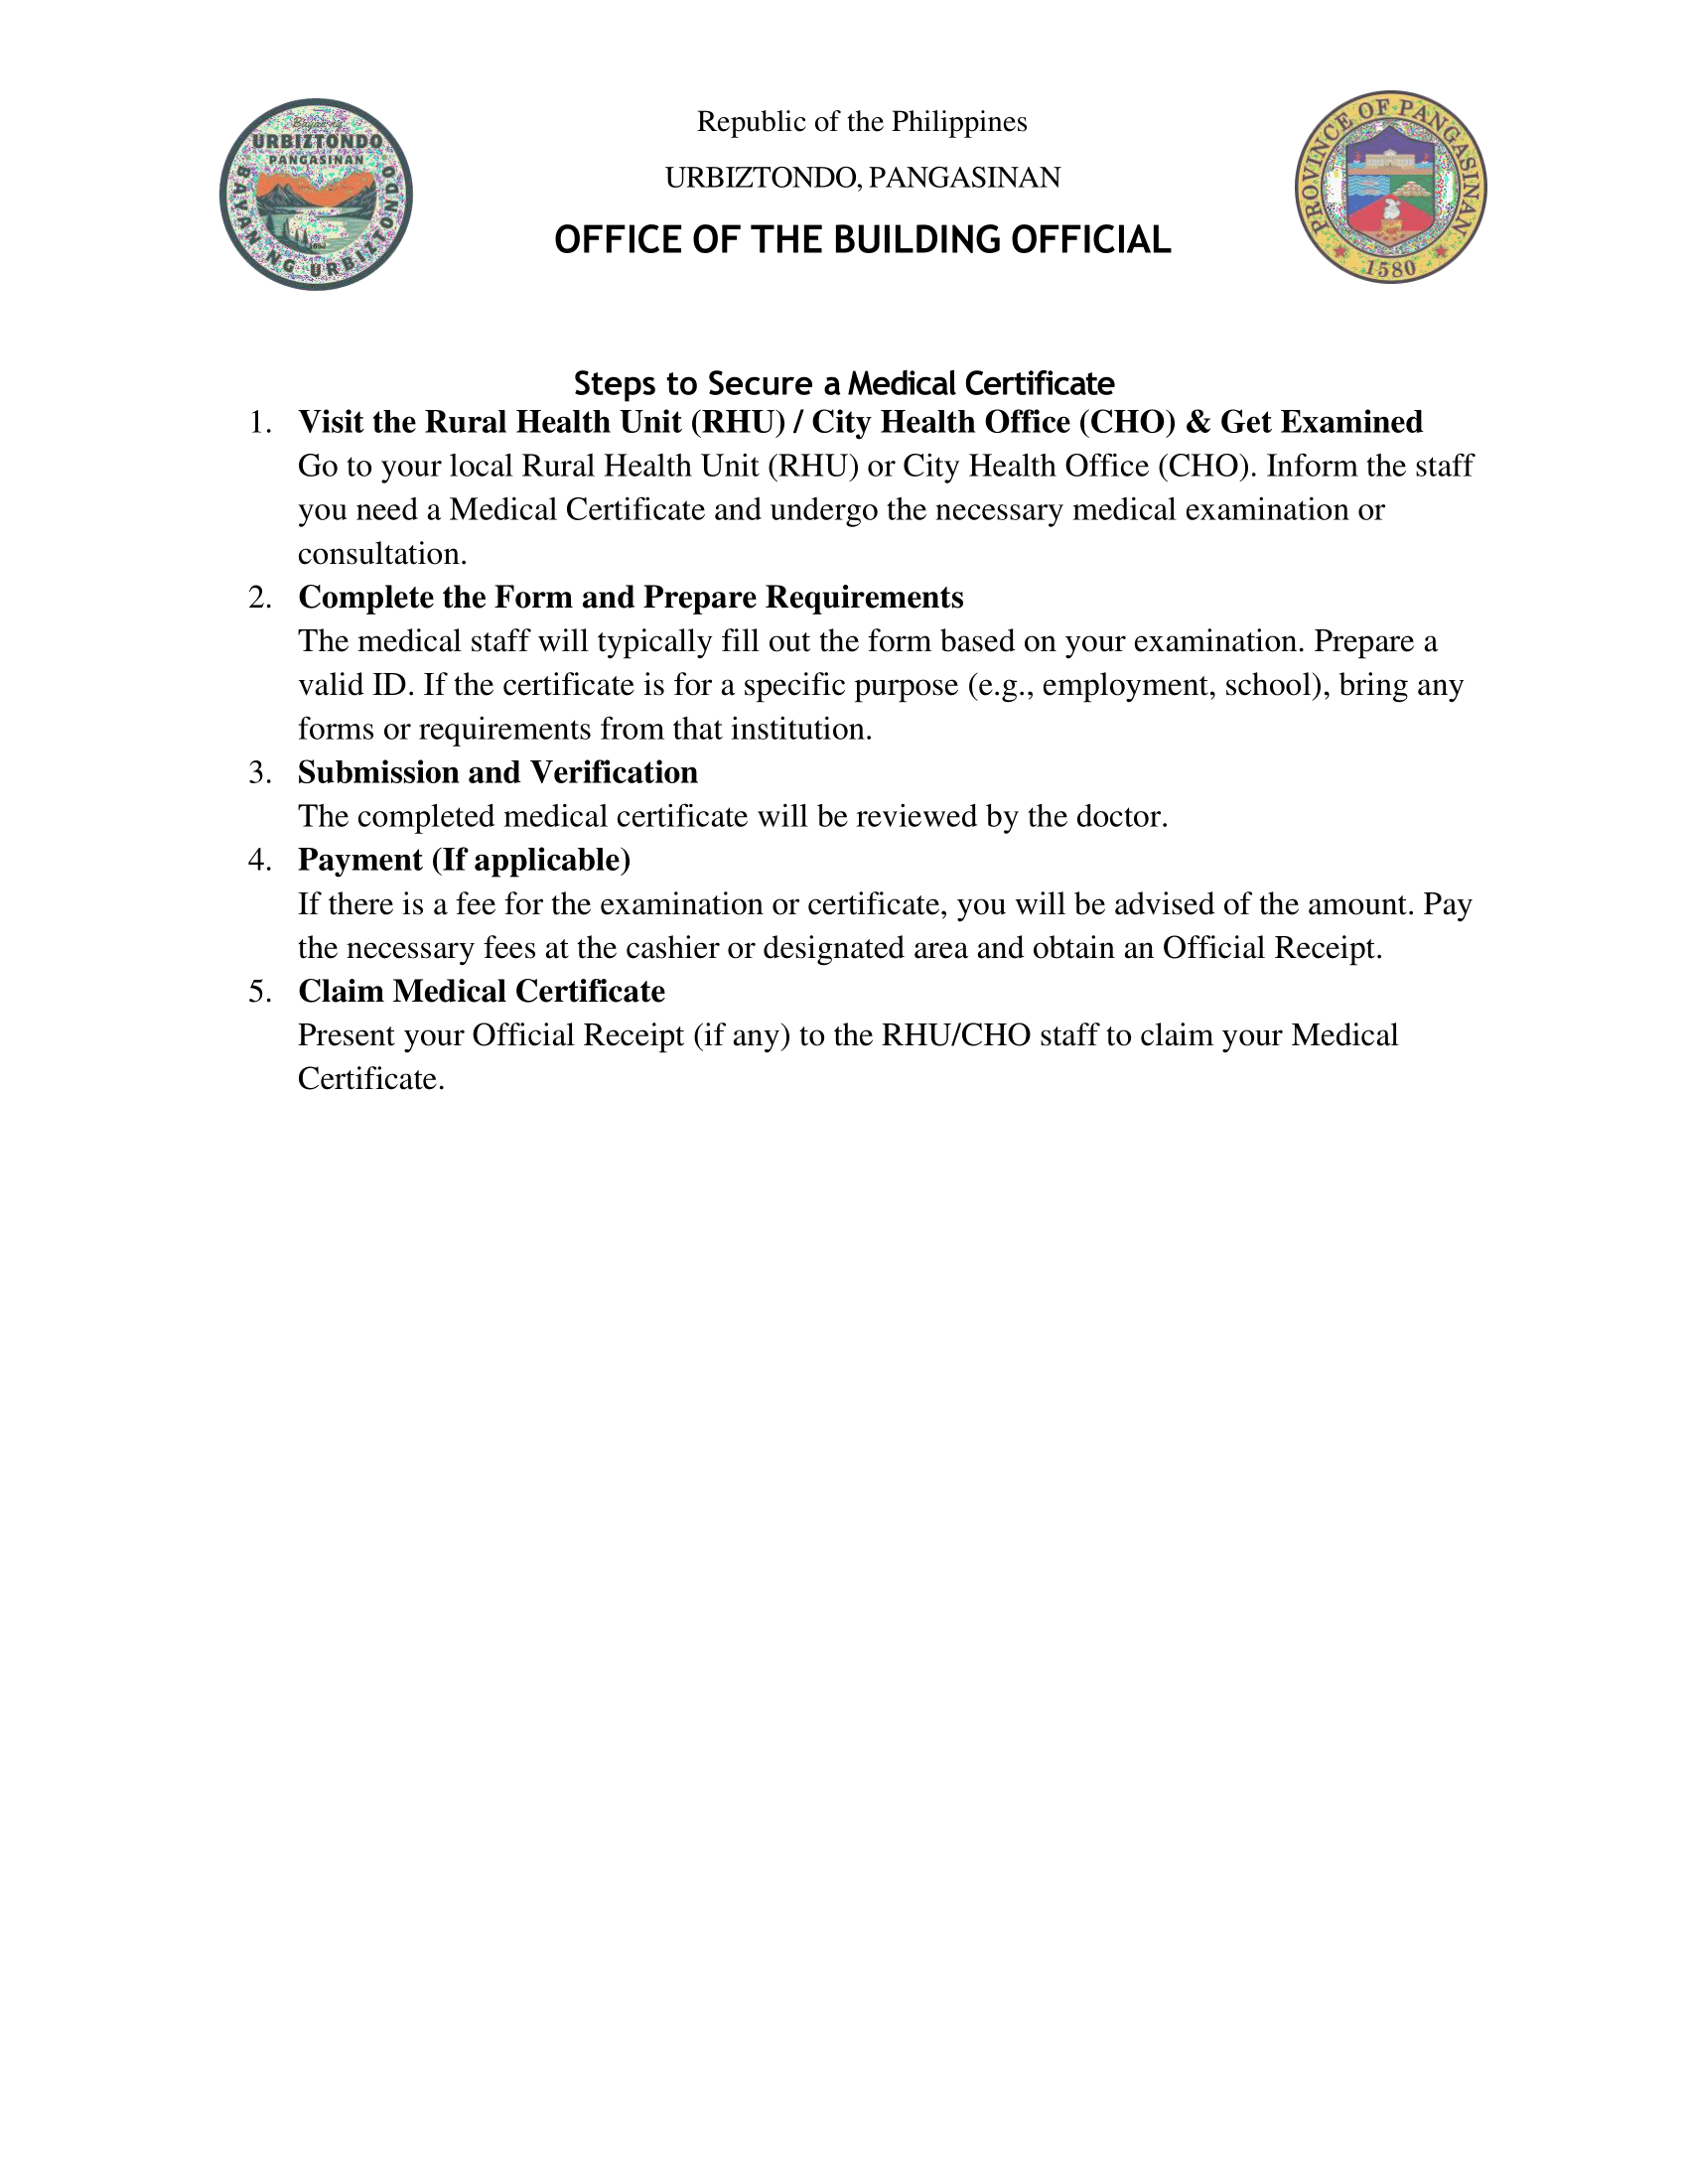 Bayan ng
URBIZTONDO
PANGASINAN
BAYAN NG URBIZTONDO
Republic of the Philippines
URBIZTONDO, PANGASINAN
OFFICE OF THE BUILDING OFFICIAL
PROVINCE OF PANGASINAN
1580
Steps to Secure a Medical Certificate
1. Visit the Rural Health Unit (RHU) / City Health Office (CHO) & Get Examined
Go to your local Rural Health Unit (RHU) or City Health Office (CHO). Inform the staff
you need a Medical Certificate and undergo the necessary medical examination or
consultation.
2. Complete the Form and Prepare Requirements
The medical staff will typically fill out the form based on your examination. Prepare a
valid ID. If the certificate is for a specific purpose (e.g., employment, school), bring any
forms or requirements from that institution.
3. Submission and Verification
The completed medical certificate will be reviewed by the doctor.
4. Payment (If applicable)
If there is a fee for the examination or certificate, you will be advised of the amount. Pay
the necessary fees at the cashier or designated area and obtain an Official Receipt.
5. Claim Medical Certificate
Present your Official Receipt (if any) to the RHU/CHO staff to claim your Medical
Certificate.